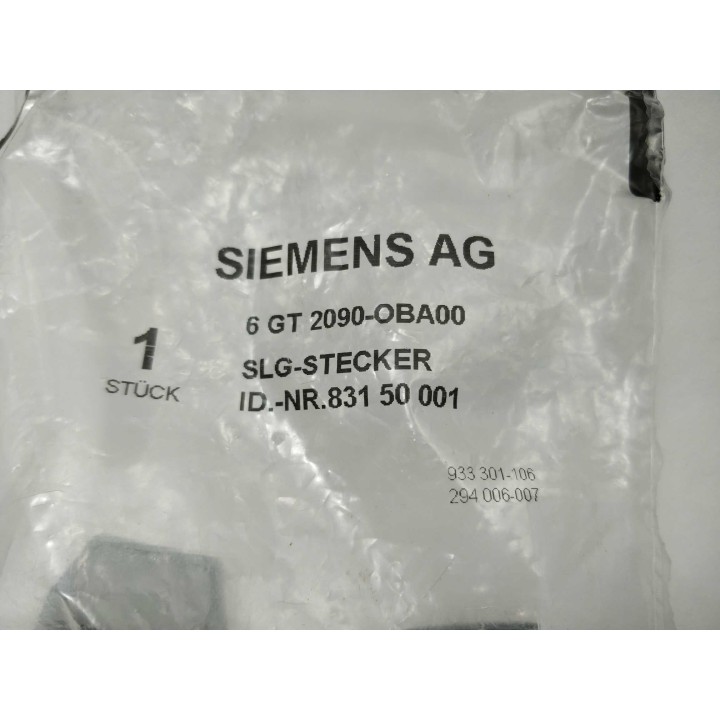 SIEMENS AG
6 GT 2090-OBA00
1
STÜCK
SLG-STECKER
ID.-NR.831 50 001
933 301-106
294 006-007